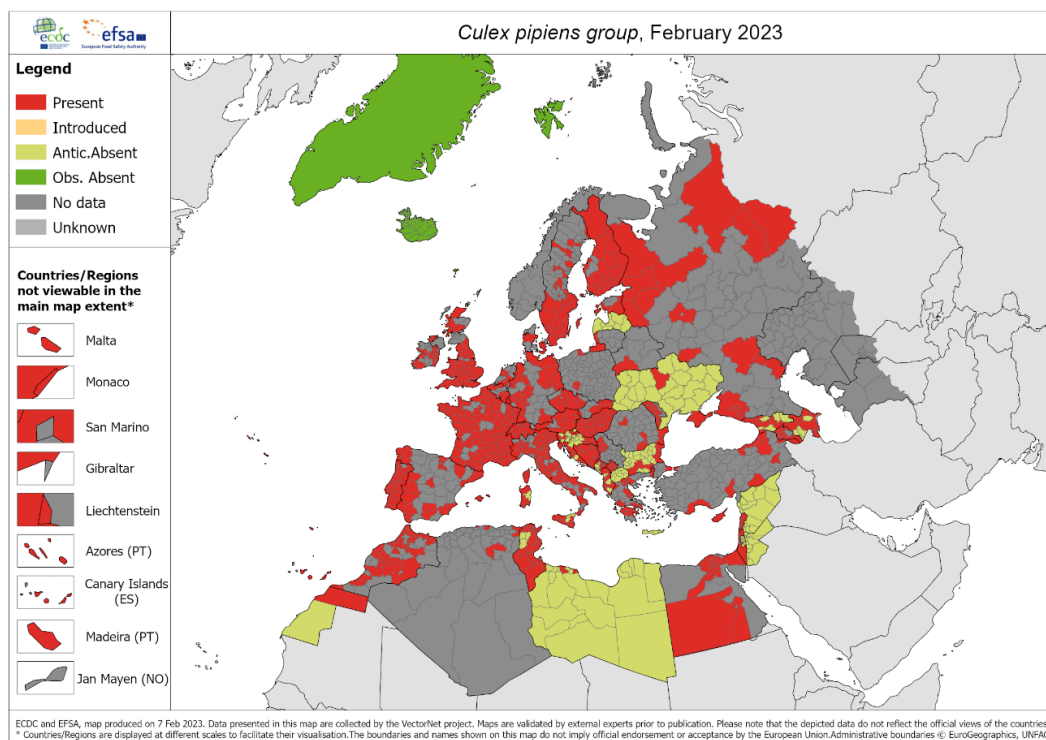 ecdc efsa
European Food Safety Authority
Culex pipiens group, February 2023
Legend
Present
Introduced
Antic.Absent
Obs. Absent
No data
Unknown
Countries/Regions
not viewable in the
main map extent*
Malta
Monaco
San Marino
Gibraltar
Liechtenstein
Azores (PT)
Canary Islands
(ES)
Madeira (PT)
Jan Mayen (NO)
ECDC and EFSA, map produced on 7 Feb 2023. Data presented in this map are collected by the VectorNet project. Maps are validated by external experts prior to publication. Please note that the depicted data do not reflect the official views of the countries
* Countries/Regions are displayed at different scales to facilitate their visualisation.The boundaries and names shown on this map do not imply official endorsement or acceptance by the European Union.Administrative boundaries © EuroGeographics, UNFAO